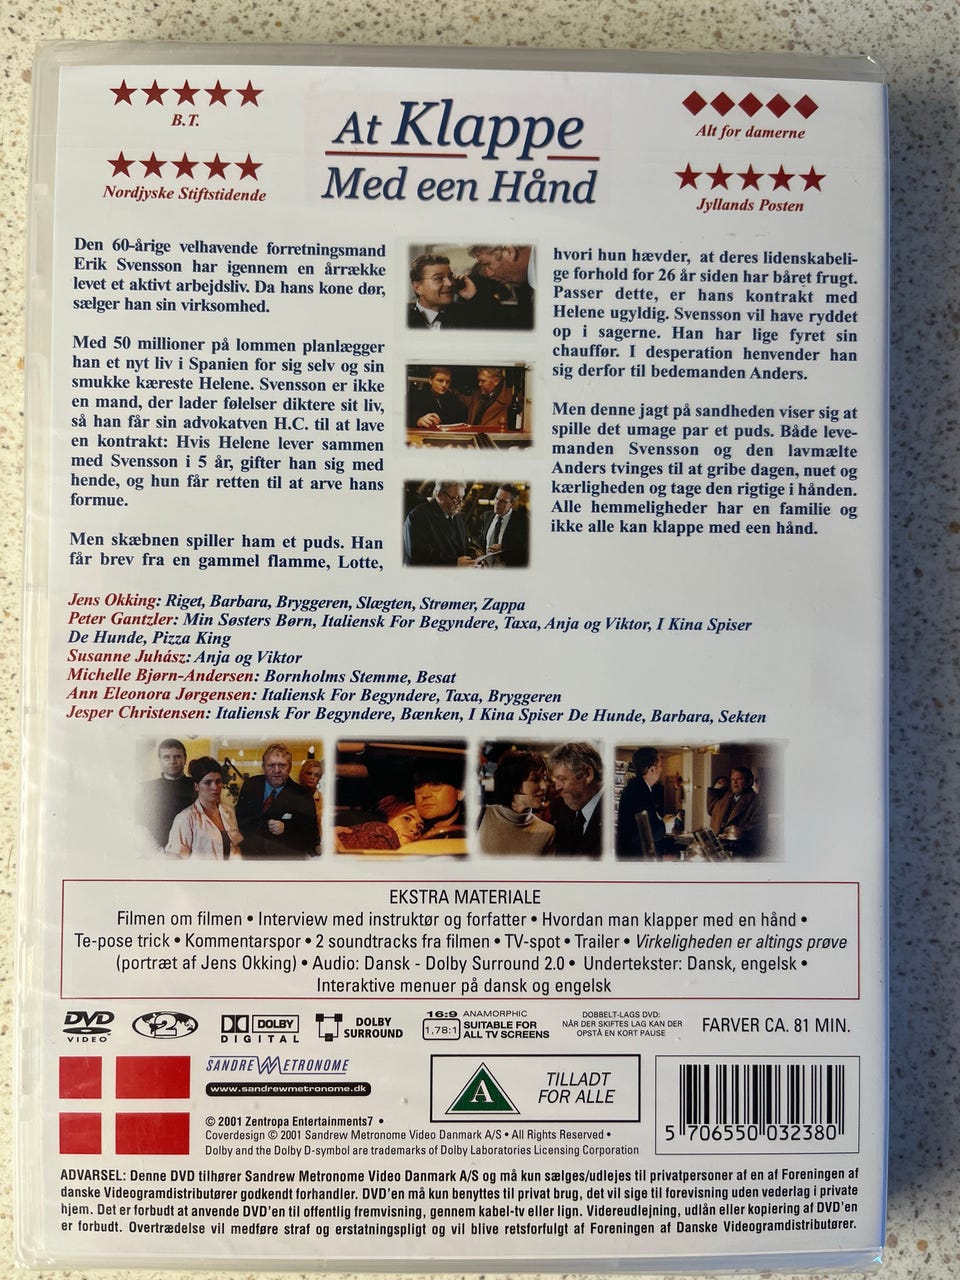 B.T.
Nordjyske Stiftstidende
At Klappe
Med een Hånd
Alt for damerne
Jyllands Posten
Den 60-årige velhavende forretningsmand
Erik Svensson har igennem en årrække
levet et aktivt arbejdsliv. Da hans kone dør,
sælger han sin virksomhed.
Med 50 millioner på lommen planlægger
han et nyt liv i Spanien for sig selv og sin
smukke kæreste Helene. Svensson er ikke
en mand, der lader følelser diktere sit liv,
så han får sin advokatven H.C. til at lave
en kontrakt: Hvis Helene lever sammen
med Svensson i 5 år, gifter han sig med
hende, og hun får retten til at arve hans
formue.
Men skæbnen spiller ham et puds. Han
får brev fra en gammel flamme, Lotte,
hvori hun hævder, at deres lidenskabeli-
ge forhold for 26 år siden har båret frugt.
Passer dette, er hans kontrakt med
Helene ugyldig. Svensson vil have ryddet
op i sagerne. Han har lige fyret sin
chauffør. I desperation henvender han
sig derfor til bedemanden Anders.
Men denne jagt på sandheden viser sig at
spille det umage par et puds. Både leve-
manden Svensson og den lavmælte
Anders tvinges til at gribe dagen, nuet og
kærligheden og tage den rigtige i hånden.
Alle hemmeligheder har en familie og
ikke alle kan klappe med een hånd.
Jens Okking: Riget, Barbara, Bryggeren, Slægten, Strømer, Zappa
Peter Gantzler: Min Søsters Børn, Italiensk For Begyndere, Taxa, Anja og Viktor, I Kina Spiser
De Hunde, Pizza King
Susanne Juhász: Anja og Viktor
Michelle Bjørn-Andersen: Bornholms Stemme, Besat
Ann Eleonora Jørgensen: Italiensk For Begyndere, Taxa, Bryggeren
Jesper Christensen: Italiensk For Begyndere, Bænken, I Kina Spiser De Hunde, Barbara, Sekten
EKSTRA MATERIALE
Filmen om filmen • Interview med instruktør og forfatter • Hvordan man klapper med en hånd •
Te-pose trick • Kommentarspor • 2 soundtracks fra filmen • TV-spot • Trailer • Virkeligheden er altings prøve
(portræt af Jens Okking) • Audio: Dansk - Dolby Surround 2.0 • Undertekster: Dansk, engelsk •
Interaktive menuer på dansk og engelsk
DVD
VIDEO
2
DOLBY
DIGITAL
DOLBY
SURROUND
16:9 ANAMORPHIC
1,78:1 SUITABLE FOR
ALL TV SCREENS
DOBBELT-LAGS DVD:
NÅR DER SKIFTES LAG KAN DER
OPSTÅ EN KORT PAUSE
FARVER CA. 81 MIN.
SANDREW METRONOME
www.sandrewmetronome.dk
© 2001 Zentropa Entertainments7 •
Coverdesign © 2001 Sandrew Metronome Video Danmark A/S • All Rights Reserved •
Dolby and the Dolby D-symbol are trademarks of Dolby Laboratories Licensing Corporation
A
TILLADT
FOR ALLE
5 706550 032380
ADVARSEL: Denne DVD tilhører Sandrew Metronome Video Danmark A/S og må kun sælges/udlejes til privatpersoner af en af Foreningen af
danske Videogramdistributører godkendt forhandler. DVD'en må kun benyttes til privat brug, det vil sige til forevisning uden vederlag i private
hjem. Det er forbudt at anvende DVD'en til offentlig fremvisning, gennem kabel-tv eller lign. Videreudlejning, udlån eller kopiering af DVD'en
er forbudt. Overtrædelse vil medføre straf og erstatningspligt og vil blive retsforfulgt af Foreningen af Danske Videogramdistributører.